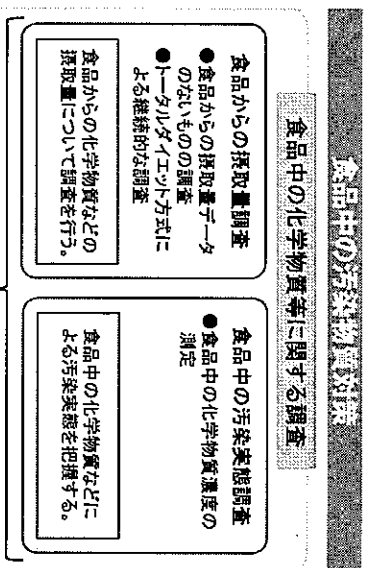 食品中の汚染物質対策
食品中の化学物質等に関する調査
食品からの摂取量調査
●食品からの摂取量データ
のないものの調査
●トータルダイエット方式に
よる継続的な調査
食品からの化学物質などの
摂取量について調査を行う。
食品中の汚染実態調査
●食品中の化学物質濃度の
測定
食品中の化学物質などに
よる汚染実態を把握する。